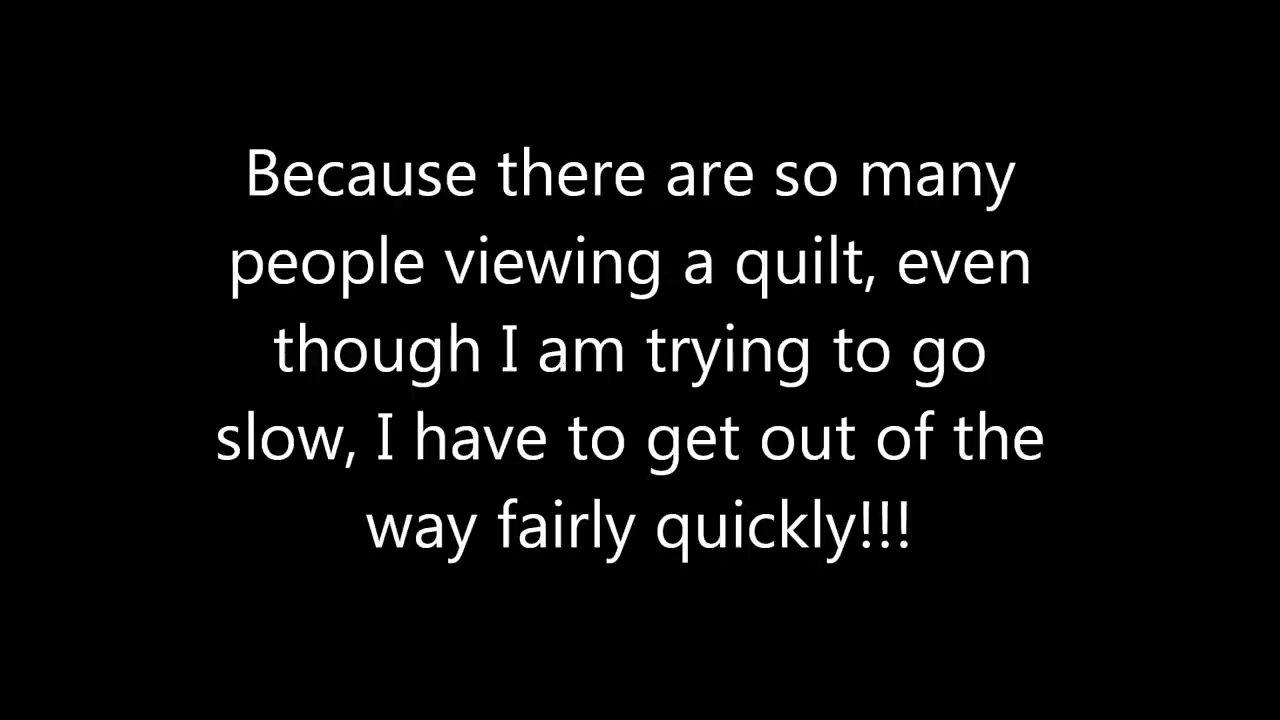 Because there are so many
people viewing a quilt, even
though I am trying to go
slow, I have to get out of the
way fairly quickly!!!